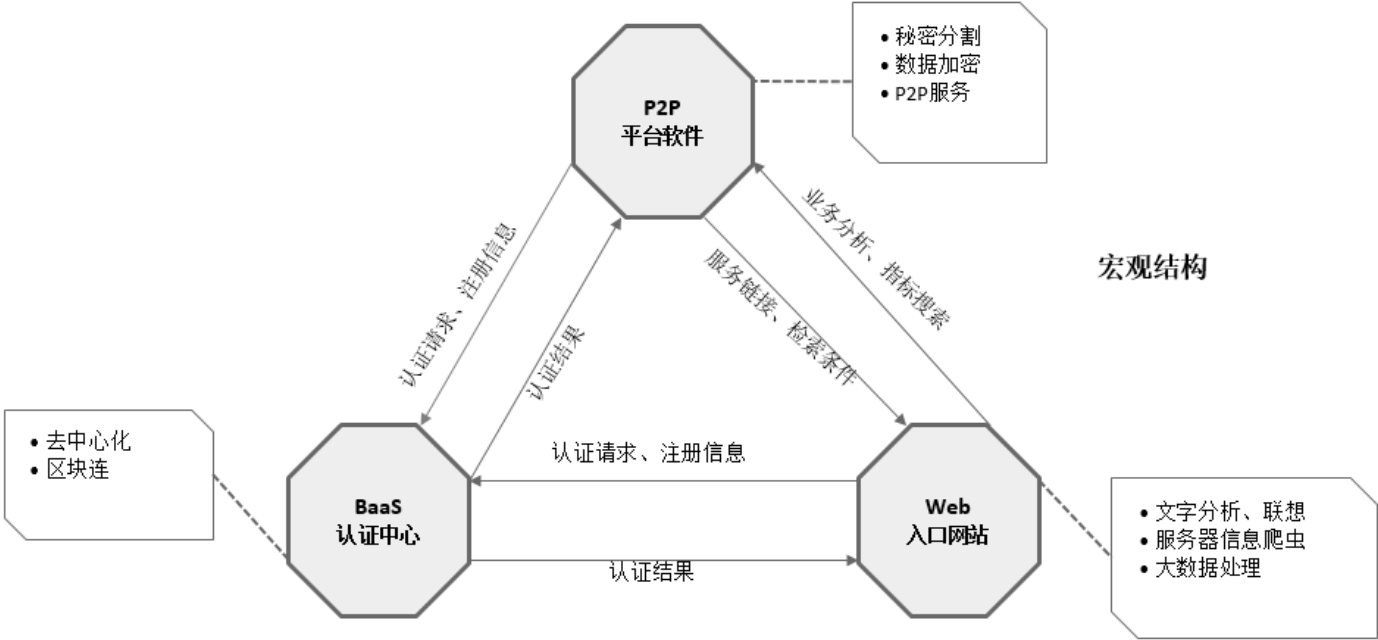 • 秘密分割
• 数据加密
• P2P服务
P2P
平台软件
业务分析、指标搜索
认证请求、注册信息
服务链接、检索条件
宏观结构
认证结果
• 去中心化
• 区块连
认证请求、注册信息
BaaS
认证中心
Web
入口网站
• 文字分析、联想
• 服务器信息爬虫
• 大数据处理
认证结果